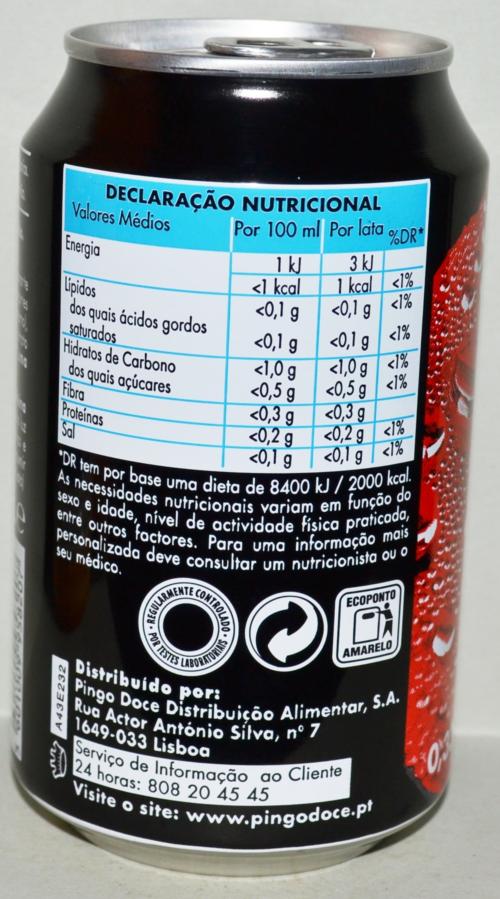 DECLARAÇÃO NUTRICIONAL
Valores Médios Por 100 ml Por lata %DR*
Energia 1 kJ 3 kJ
<1 kcal 1 kcal <1%
Lípidos <0,1 g <0,1 g <1%
dos quais ácidos gordos
saturados <0,1 g <0,1 g <1%
Hidratos de Carbono <1,0 g <1,0 g <1%
dos quais açúcares <0,5 g <0,5 g <1%
Fibra <0,3 g <0,3 g
Proteínas <0,2 g <0,2 g <1%
Sal <0,1 g <0,1 g <1%
*DR tem por base uma dieta de 8400 kJ / 2000 kcal.
As necessidades nutricionais variam em função do
sexo e idade, nível de actividade física praticada,
entre outros factores. Para uma informação mais
personalizada deve consultar um nutricionista ou o
seu médico.
• REGULARMENTE CONTROLADO •
POR TESTES LABORATORIAIS
ECOPONTO
AMARELO
A43E232
Distribuído por:
Pingo Doce Distribuição Alimentar, S.A.
Rua Actor António Silva, nº 7
1649-033 Lisboa
Serviço de Informação ao Cliente
24 horas: 808 20 45 45
Visite o site: www.pingodoce.pt